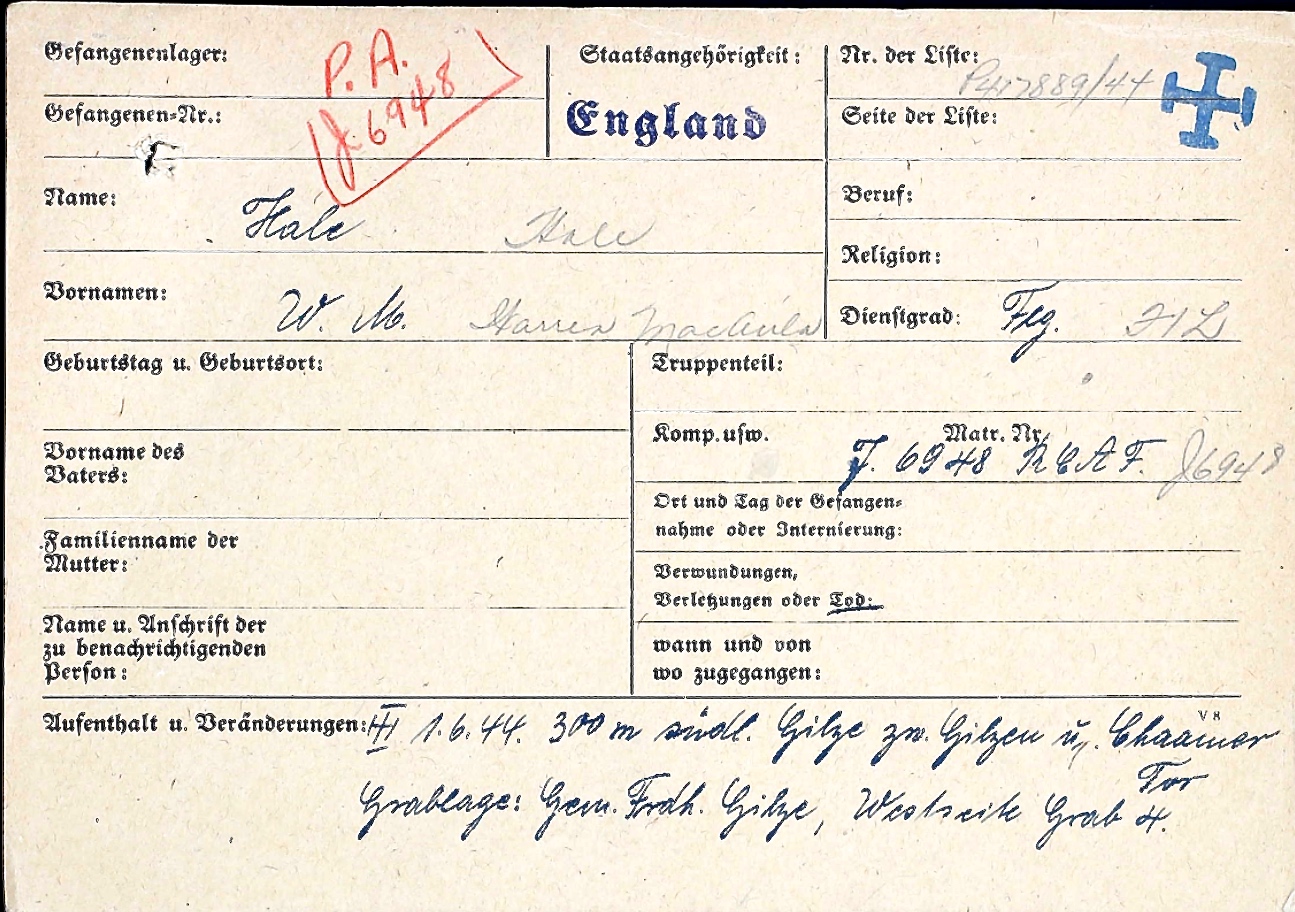 Gefangenenlager: P. A.
Staatsangehörigkeit:
Nr. der Liste: P417889/44
Gefangenen-Nr.: J. 6948
England
Seite der Liste:
Name: Hale Hale
Beruf:
Religion:
Vornamen: W. M. Warren
Dienstgrad: Flg. F/L
Geburtstag u. Geburtsort:
Truppenteil:
Komp. usw. Matr. Nr.
J. 6948 RCAF. J6948
Vorname des
Vaters:
Ort und Tag der Gefangen-
nahme oder Internierung:
Familienname der
Mutter:
Verwundungen,
Verletzungen oder Tod:
Name u. Anschrift der
zu benachrichtigenden
Person:
wann und von
wo zugegangen:
V 8
Aufenthalt u. Veränderungen: 1.6.44. 300 m südl. Gilze zw. Gilzen u. Chaamer
Tor
Grablage: Gem. Frdh. Gilze, Westseite Grab 4.